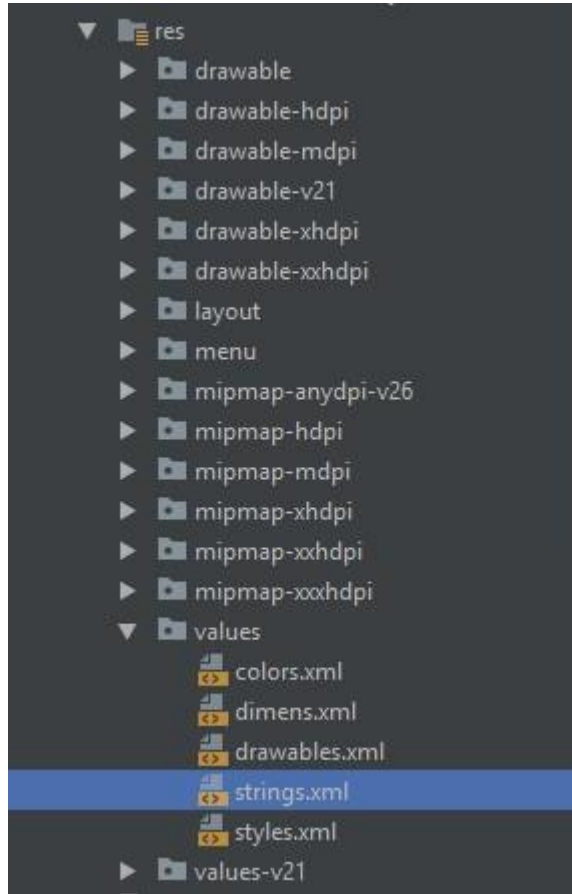 res
drawable
drawable-hdpi
drawable-mdpi
drawable-v21
drawable-xhdpi
drawable-xxhdpi
layout
menu
mipmap-anydpi-v26
mipmap-hdpi
mipmap-mdpi
mipmap-xhdpi
mipmap-xxhdpi
mipmap-xxxhdpi
values
colors.xml
dimens.xml
drawables.xml
strings.xml
styles.xml
values-v21